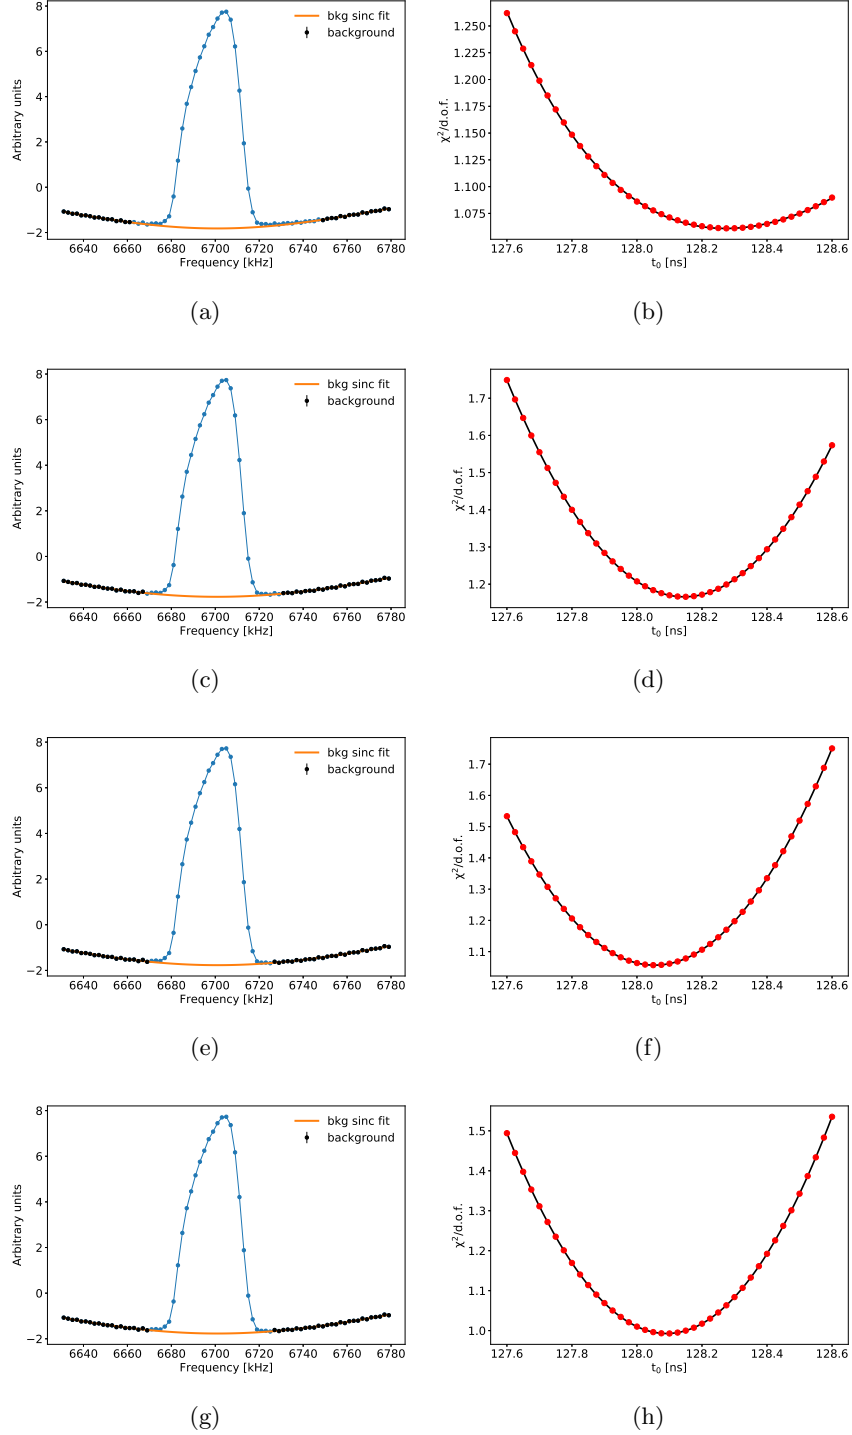 8
6
4
2
0
−2
Arbitrary units
bkg sinc fit
background
6640 6660 6680 6700 6720 6740 6760 6780
Frequency [kHz]
(a)
1.250
1.225
1.200
1.175
1.150
1.125
1.100
1.075
χ²/d.o.f.
127.6 127.8 128.0 128.2 128.4 128.6
t₀ [ns]
(b)
8
6
4
2
0
−2
Arbitrary units
bkg sinc fit
background
6640 6660 6680 6700 6720 6740 6760 6780
Frequency [kHz]
(c)
1.7
1.6
1.5
1.4
1.3
1.2
χ²/d.o.f.
127.6 127.8 128.0 128.2 128.4 128.6
t₀ [ns]
(d)
8
6
4
2
0
−2
Arbitrary units
bkg sinc fit
background
6640 6660 6680 6700 6720 6740 6760 6780
Frequency [kHz]
(e)
1.7
1.6
1.5
1.4
1.3
1.2
1.1
χ²/d.o.f.
127.6 127.8 128.0 128.2 128.4 128.6
t₀ [ns]
(f)
8
6
4
2
0
−2
Arbitrary units
bkg sinc fit
background
6640 6660 6680 6700 6720 6740 6760 6780
Frequency [kHz]
(g)
1.5
1.4
1.3
1.2
1.1
1.0
χ²/d.o.f.
127.6 127.8 128.0 128.2 128.4 128.6
t₀ [ns]
(h)